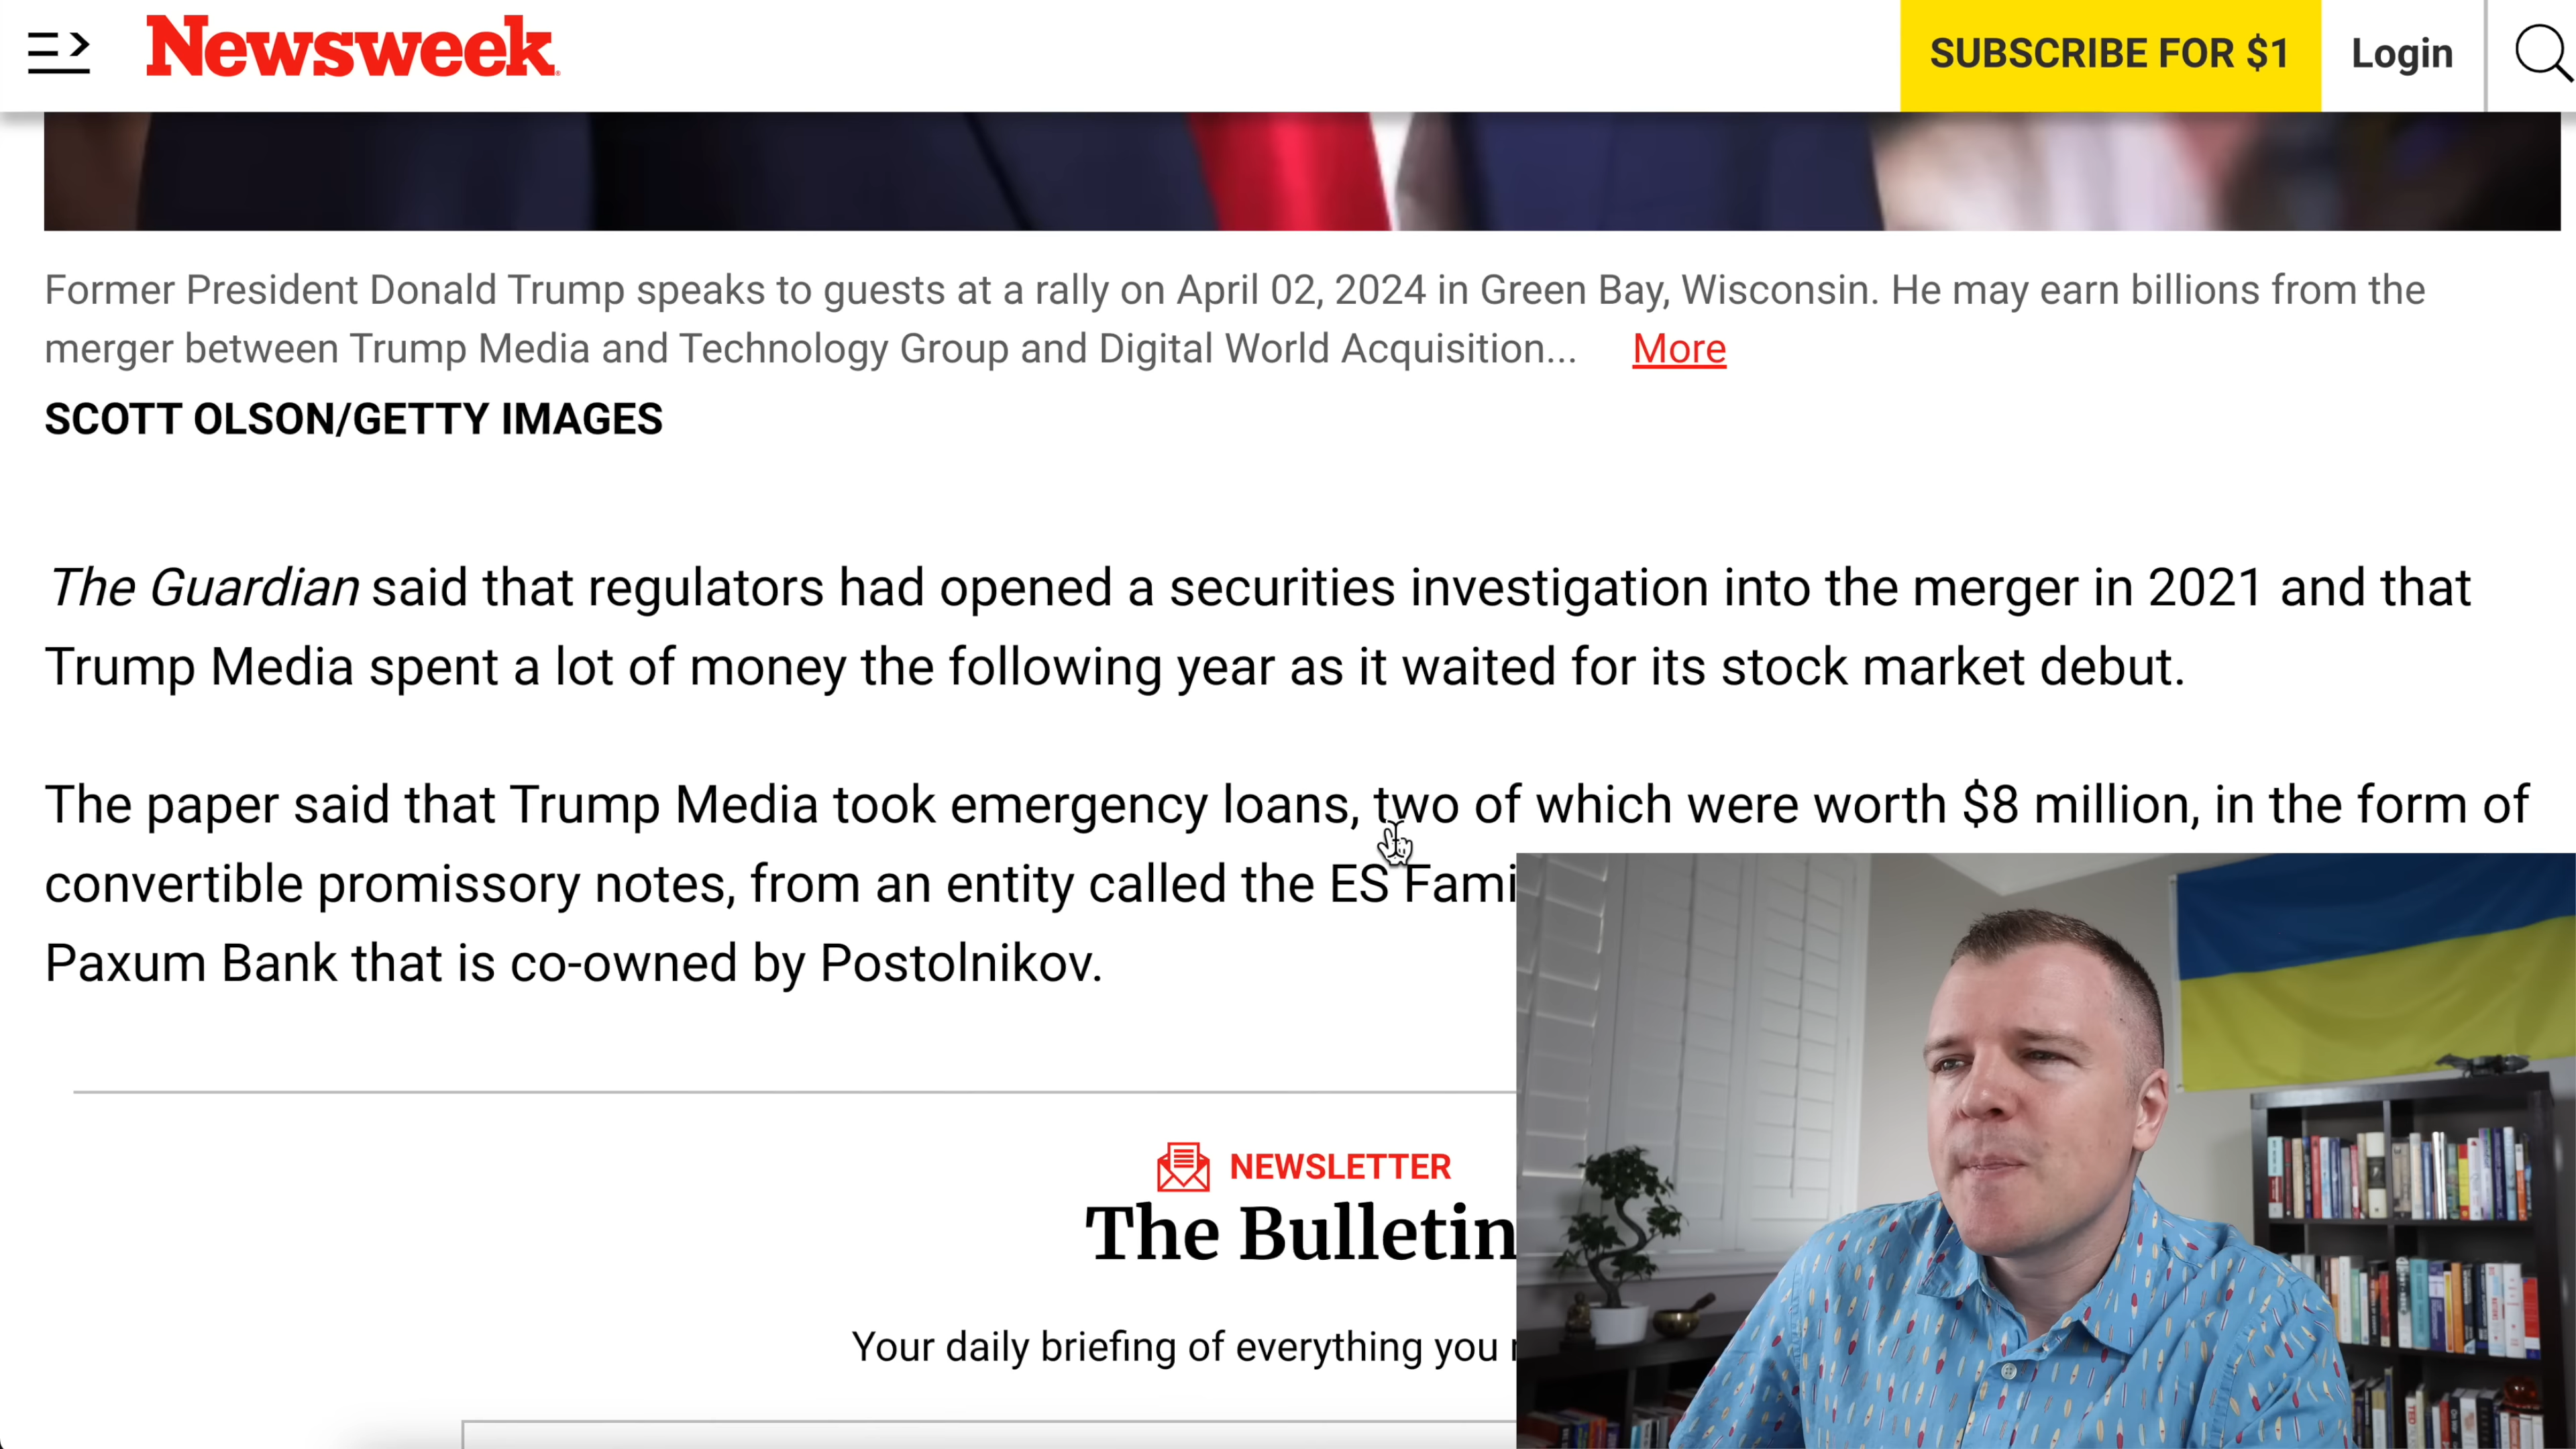 Newsweek
SUBSCRIBE FOR $1
Login
Former President Donald Trump speaks to guests at a rally on April 02, 2024 in Green Bay, Wisconsin. He may earn billions from the
merger between Trump Media and Technology Group and Digital World Acquisition... More
SCOTT OLSON/GETTY IMAGES
The Guardian said that regulators had opened a securities investigation into the merger in 2021 and that
Trump Media spent a lot of money the following year as it waited for its stock market debut.
The paper said that Trump Media took emergency loans, two of which were worth $8 million, in the form of
convertible promissory notes, from an entity called the ES Fami
Paxum Bank that is co-owned by Postolnikov.
NEWSLETTER
The Bulletin
Your daily briefing of everything you